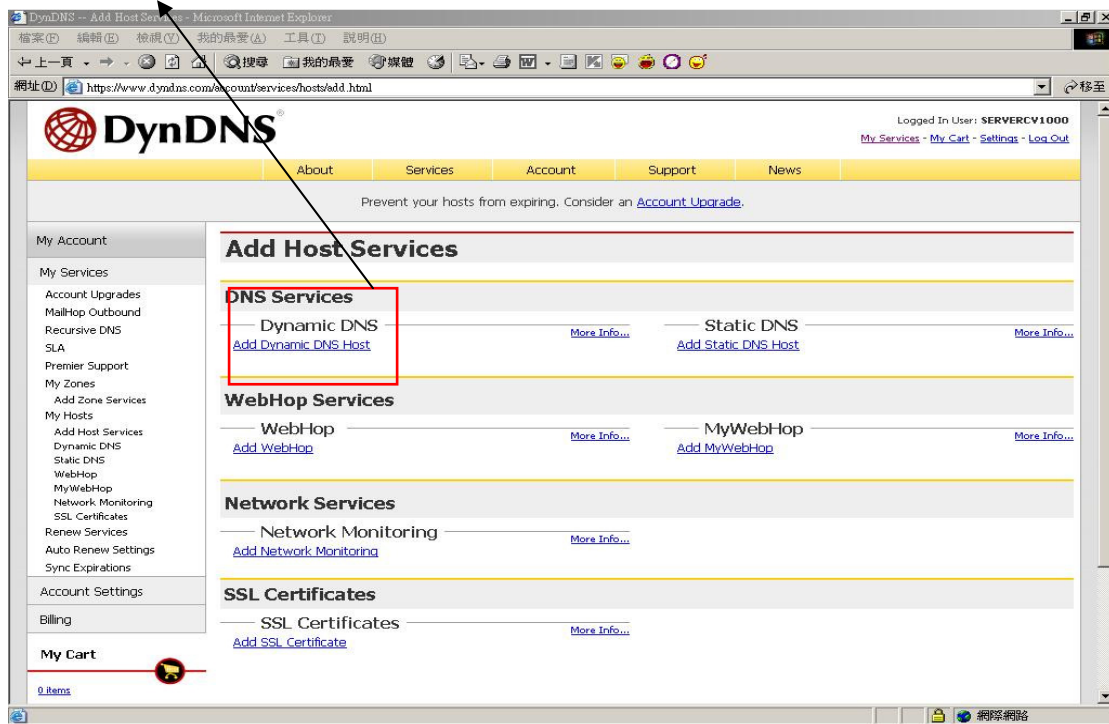 DynDNS -- Add Host Services - Microsoft Internet Explorer
檔案(F) 編輯(E) 檢視(V) 我的最愛(A) 工具(T) 說明(H)
上一頁 搜尋 我的最愛 媒體
網址(D) https://www.dyndns.com/account/services/hosts/add.html 移至
DynDNS®
Logged In User: SERVERCV1000
My Services - My Cart - Settings - Log Out
About Services Account Support News
Prevent your hosts from expiring. Consider an Account Upgrade.
My Account
My Services
Account Upgrades
MailHop Outbound
Recursive DNS
SLA
Premier Support
My Zones
Add Zone Services
My Hosts
Add Host Services
Dynamic DNS
Static DNS
WebHop
MyWebHop
Network Monitoring
SSL Certificates
Renew Services
Auto Renew Settings
Sync Expirations
Account Settings
Billing
My Cart
0 items
Add Host Services
DNS Services
Dynamic DNS More Info...
Add Dynamic DNS Host
Static DNS More Info...
Add Static DNS Host
WebHop Services
WebHop More Info...
Add WebHop
MyWebHop More Info...
Add MyWebHop
Network Services
Network Monitoring More Info...
Add Network Monitoring
SSL Certificates
SSL Certificates More Info...
Add SSL Certificate
網際網路